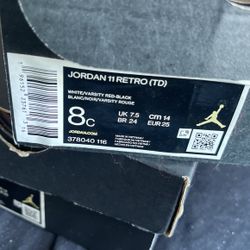 JORDAN 11 RETRO (TD)
WHITE/VARSITY RED-BLACK
BLANC/NOIR/VARSITY ROUGE
8C
UK 7.5
cm 14
BR 24
EUR 25
JORDAN.COM
378040 116